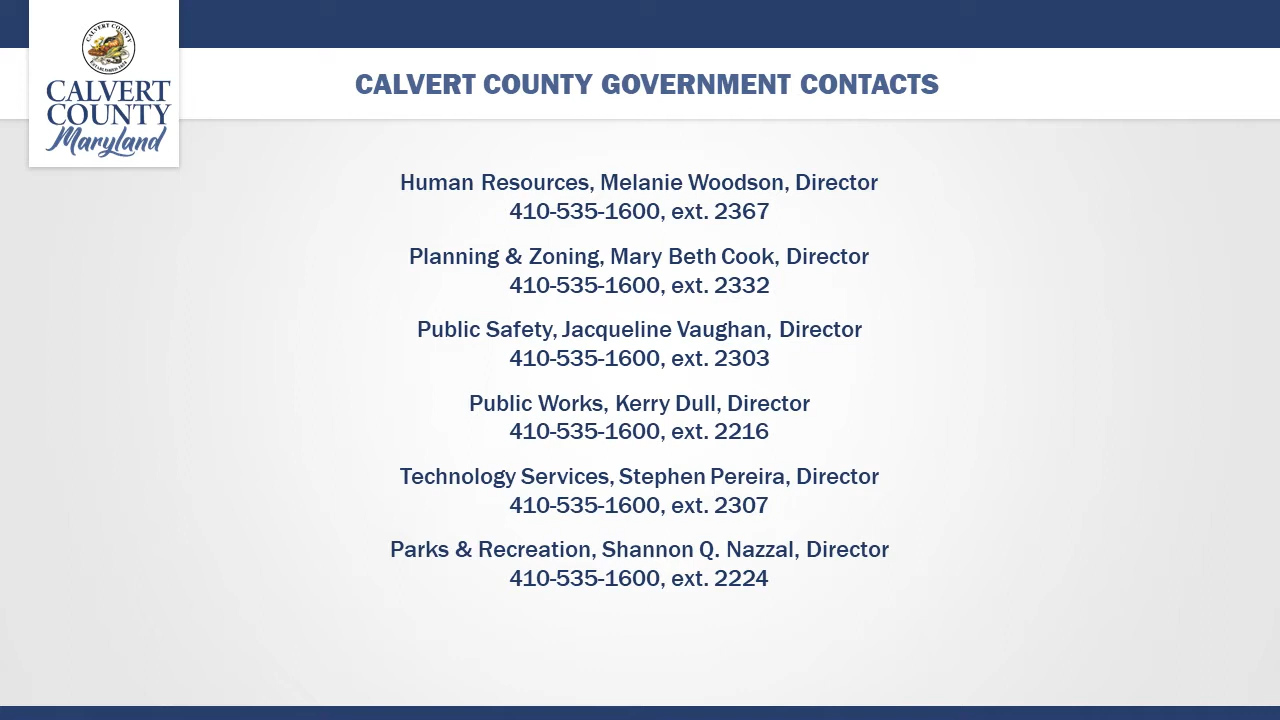 CALVERT COUNTY
CALVERT
COUNTY
Maryland
CALVERT COUNTY GOVERNMENT CONTACTS
Human Resources, Melanie Woodson, Director
410-535-1600, ext. 2367
Planning & Zoning, Mary Beth Cook, Director
410-535-1600, ext. 2332
Public Safety, Jacqueline Vaughan, Director
410-535-1600, ext. 2303
Public Works, Kerry Dull, Director
410-535-1600, ext. 2216
Technology Services, Stephen Pereira, Director
410-535-1600, ext. 2307
Parks & Recreation, Shannon Q. Nazzal, Director
410-535-1600, ext. 2224